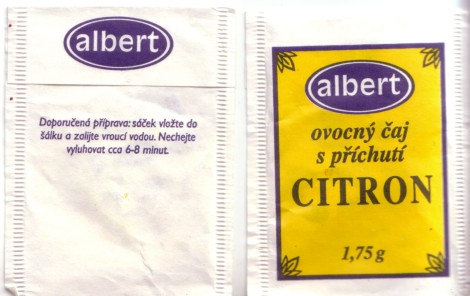 albert
Doporučená příprava: sáček vložte do
šálku a zalijte vroucí vodou. Nechejte
vyluhovat cca 6-8 minut.
albert
ovocný čaj
s příchutí
CITRON
1,75 g